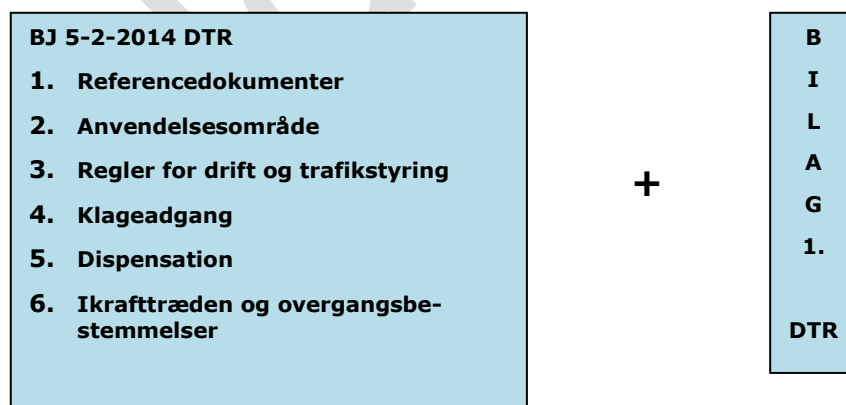 BJ 5-2-2014 DTR
1. Referencedokumenter
2. Anvendelsesområde
3. Regler for drift og trafikstyring
4. Klageadgang
5. Dispensation
6. Ikrafttræden og overgangsbe-
stemmelser
+
B
I
L
A
G
1.
DTR